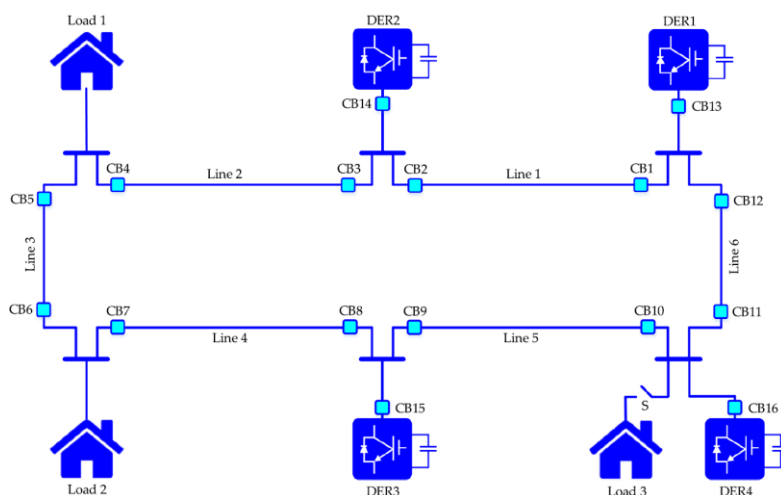 Load 1
DER2
DER1
CB14
CB13
CB4
Line 2
CB3
CB2
Line 1
CB1
CB5
CB12
Line 3
Line 6
CB6
CB7
CB8
CB9
CB10
CB11
Line 4
Line 5
CB15
S
CB16
Load 2
DER3
Load 3
DER4